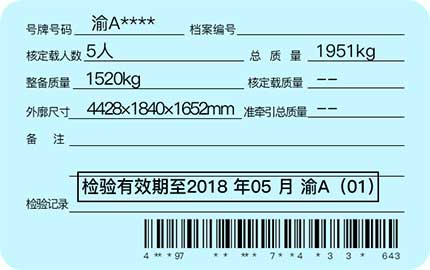 号牌号码 渝A**** 档案编号
核定载人数 5人 总 质 量 1951kg
整备质量 1520kg 核定载质量 --
外廓尺寸 4428×1840×1652mm 准牵引总质量 --
备 注
检验有效期至2018 年05 月 渝A（01）
检验记录
4 ** *97 * ** ** *7 *4 * 3 3 * 643